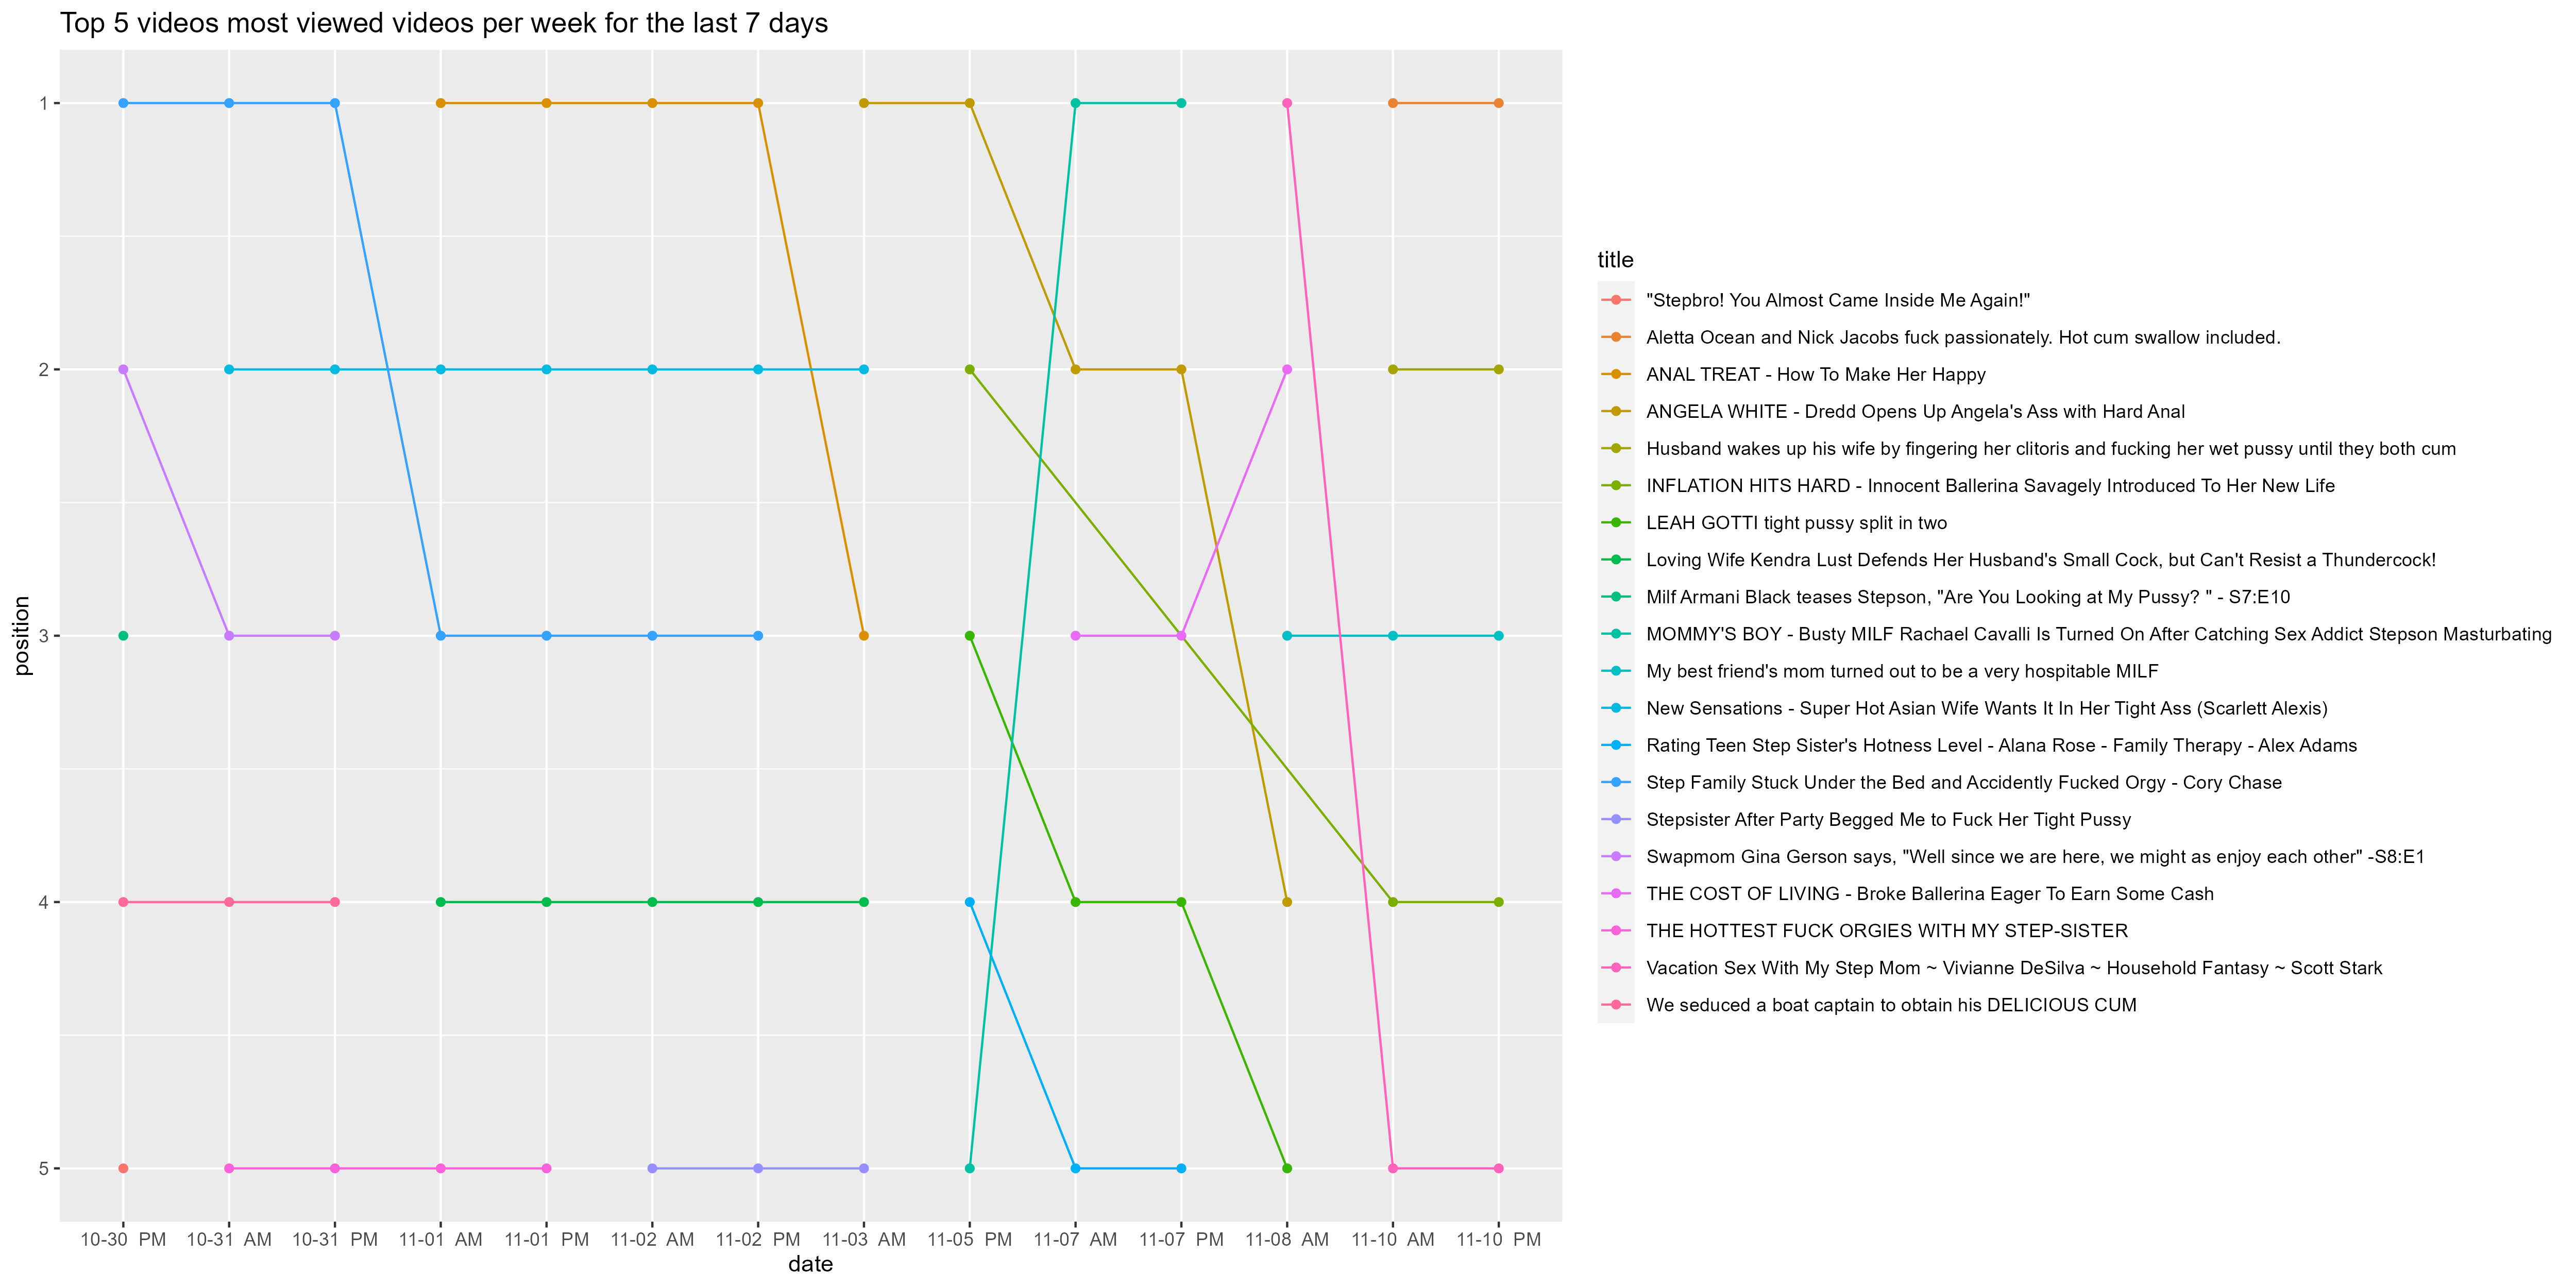 Top 5 videos most viewed videos per week for the last 7 days
position
1
2
3
4
5
10-30 PM
10-31 AM
10-31 PM
11-01 AM
11-01 PM
11-02 AM
11-02 PM
11-03 AM
11-05 PM
11-07 AM
11-07 PM
11-08 AM
11-10 AM
11-10 PM
date
title
"Stepbro! You Almost Came Inside Me Again!"
Aletta Ocean and Nick Jacobs fuck passionately. Hot cum swallow included.
ANAL TREAT - How To Make Her Happy
ANGELA WHITE - Dredd Opens Up Angela's Ass with Hard Anal
Husband wakes up his wife by fingering her clitoris and fucking her wet pussy until they both cum
INFLATION HITS HARD - Innocent Ballerina Savagely Introduced To Her New Life
LEAH GOTTI tight pussy split in two
Loving Wife Kendra Lust Defends Her Husband's Small Cock, but Can't Resist a Thundercock!
Milf Armani Black teases Stepson, "Are You Looking at My Pussy? " - S7:E10
MOMMY'S BOY - Busty MILF Rachael Cavalli Is Turned On After Catching Sex Addict Stepson Masturbating
My best friend's mom turned out to be a very hospitable MILF
New Sensations - Super Hot Asian Wife Wants It In Her Tight Ass (Scarlett Alexis)
Rating Teen Step Sister's Hotness Level - Alana Rose - Family Therapy - Alex Adams
Step Family Stuck Under the Bed and Accidently Fucked Orgy - Cory Chase
Stepsister After Party Begged Me to Fuck Her Tight Pussy
Swapmom Gina Gerson says, "Well since we are here, we might as enjoy each other" -S8:E1
THE COST OF LIVING - Broke Ballerina Eager To Earn Some Cash
THE HOTTEST FUCK ORGIES WITH MY STEP-SISTER
Vacation Sex With My Step Mom ~ Vivianne DeSilva ~ Household Fantasy ~ Scott Stark
We seduced a boat captain to obtain his DELICIOUS CUM